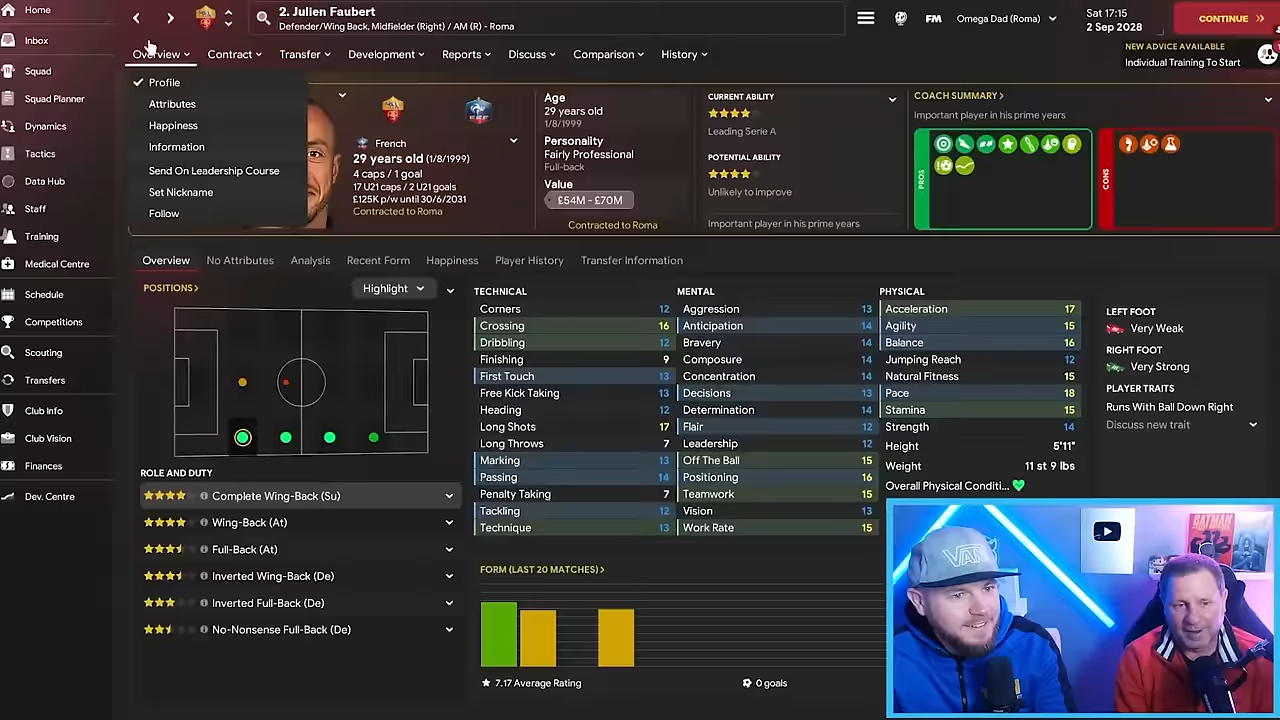 Home
Inbox
Squad
Squad Planner
Dynamics
Tactics
Data Hub
Staff
Training
Medical Centre
Schedule
Competitions
Scouting
Transfers
Club Info
Club Vision
Finances
Dev. Centre
2. Julien Faubert
Defender/Wing Back, Midfielder (Right) / AM (R) - Roma
FM
Omega Dad (Roma)
Sat 17:15
2 Sep 2028
CONTINUE
Overview
Contract
Transfer
Development
Reports
Discuss
Comparison
History
NEW ADVICE AVAILABLE
Individual Training To Start
Profile
Attributes
Happiness
Information
Send On Leadership Course
Set Nickname
Follow
FFF
French
29 years old (1/8/1999)
4 caps / 1 goal
17 U21 caps / 2 U21 goals
£125K p/w until 30/6/2031
Contracted to Roma
Age
29 years old
1/8/1999
Personality
Fairly Professional
Full-back
Value
£54M - £70M
Contracted to Roma
CURRENT ABILITY
Leading Serie A
POTENTIAL ABILITY
Unlikely to improve
Important player in his prime years
COACH SUMMARY >
Important player in his prime years
PROS
CONS
Overview
No Attributes
Analysis
Recent Form
Happiness
Player History
Transfer Information
POSITIONS >
Highlight
ROLE AND DUTY
Complete Wing-Back (Su)
Wing-Back (At)
Full-Back (At)
Inverted Wing-Back (De)
Inverted Full-Back (De)
No-Nonsense Full-Back (De)
TECHNICAL
Corners 12
Crossing 16
Dribbling 12
Finishing 9
First Touch 13
Free Kick Taking 13
Heading 12
Long Shots 17
Long Throws 7
Marking 13
Passing 14
Penalty Taking 7
Tackling 12
Technique 13
MENTAL
Aggression 13
Anticipation 14
Bravery 14
Composure 14
Concentration 14
Decisions 13
Determination 14
Flair 12
Leadership 12
Off The Ball 15
Positioning 16
Teamwork 15
Vision 13
Work Rate 15
PHYSICAL
Acceleration 17
Agility 15
Balance 16
Jumping Reach 12
Natural Fitness 15
Pace 18
Stamina 15
Strength 14
Height 5'11"
Weight 11 st 9 lbs
Overall Physical Conditi...
LEFT FOOT
Very Weak
RIGHT FOOT
Very Strong
PLAYER TRAITS
Runs With Ball Down Right
Discuss new trait
FORM (LAST 20 MATCHES) >
7.17 Average Rating
0 goals
VANS
BATMAN